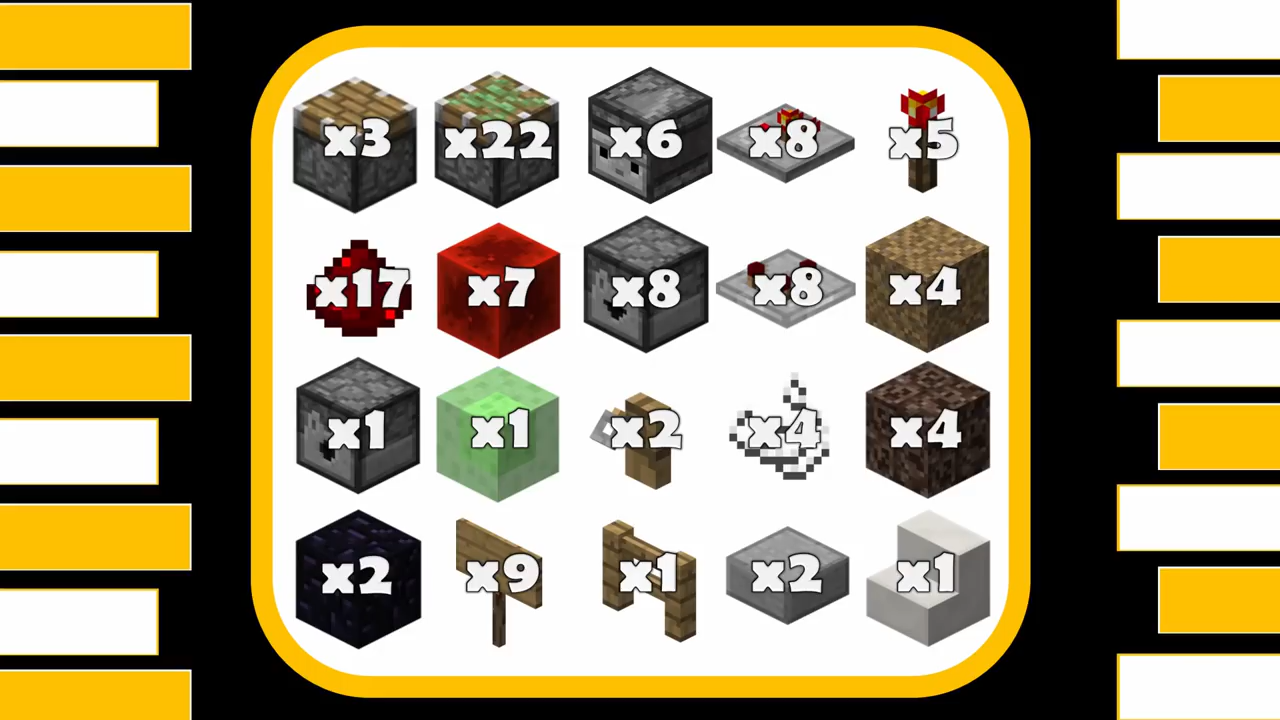 x3 x22 x6 x8 x5
x17 x7 x8 x8 x4
x1 x1 x2 x4 x4
x2 x9 x1 x2 x1